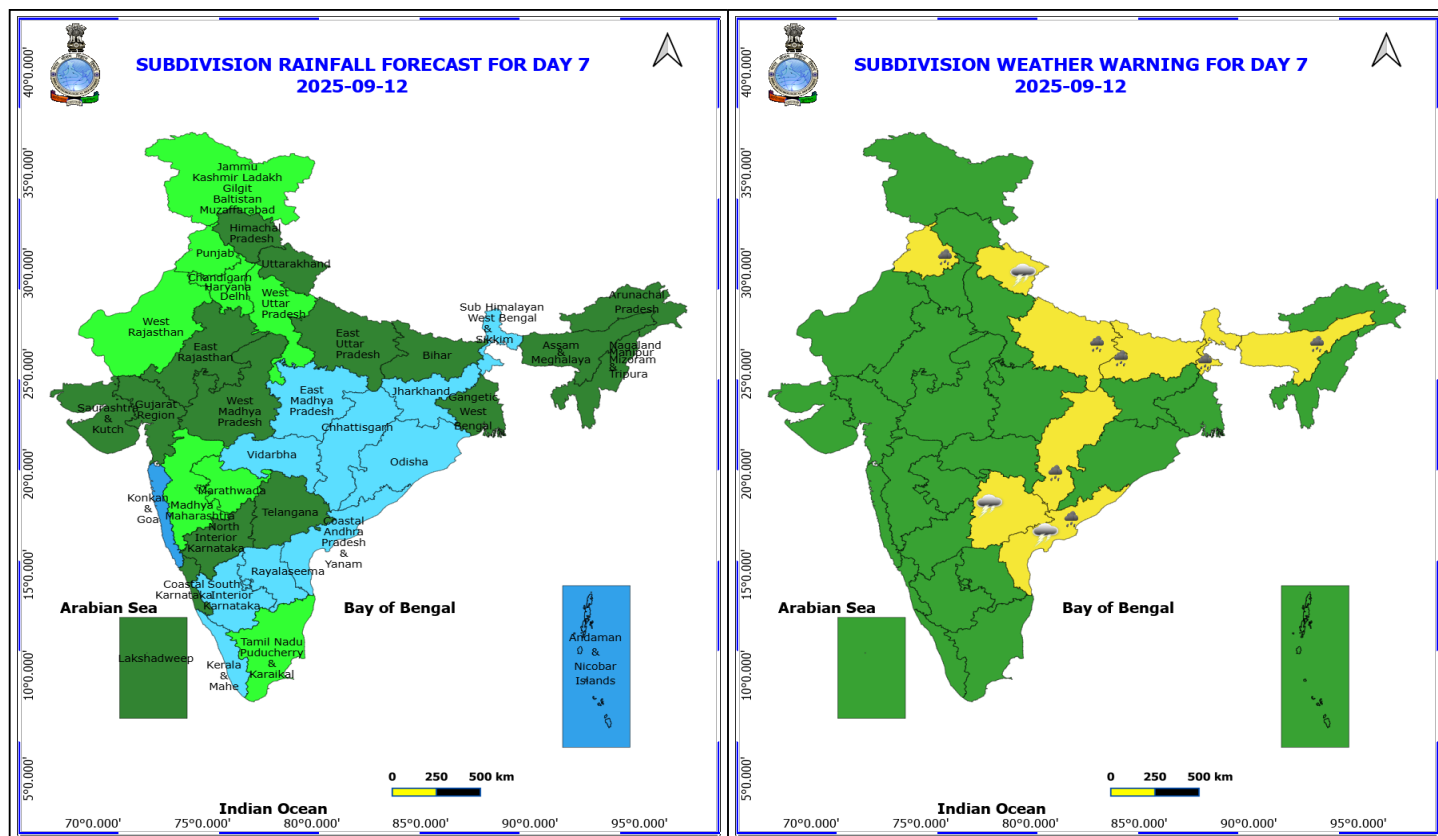 SUBDIVISION RAINFALL FORECAST FOR DAY 7
2025-09-12
40°0.000'
35°0.000'
30°0.000'
25°0.000'
20°0.000'
15°0.000'
10°0.000'
5°0.000'
Jammu
Kashmir Ladakh
Gilgit
Baltistan
Muzaffarabad
Himachal
Pradesh
Punjab
Uttarakhand
Chandigarh
Haryana
Delhi
West
Uttar
Pradesh
West
Rajasthan
East
Rajasthan
East
Uttar
Pradesh
Bihar
Sub Himalayan
West Bengal
&
Sikkim
Arunachal
Pradesh
Assam
&
Meghalaya
Nagaland
Manipur
Mizoram
&
Tripura
Saurashtra
&
Kutch
Gujarat
Region
West
Madhya
Pradesh
East
Madhya
Pradesh
Jharkhand
Gangetic
West
Bengal
Chhattisgarh
Odisha
Vidarbha
Konkan
&
Goa
Madhya
Maharashtra
Marathwada
Telangana
North
Interior
Karnataka
Coastal
Andhra
Pradesh
&
Yanam
Rayalaseema
Coastal
Karnataka
South
Interior
Karnataka
Tamil Nadu
Puducherry
&
Karaikal
Kerala
&
Mahe
Lakshadweep
Andaman
&
Nicobar
Islands
Arabian Sea
Bay of Bengal
Indian Ocean
0 250 500 km
70°0.000' 75°0.000' 80°0.000' 85°0.000' 90°0.000' 95°0.000'
SUBDIVISION WEATHER WARNING FOR DAY 7
2025-09-12
40°0.000'
35°0.000'
30°0.000'
25°0.000'
20°0.000'
15°0.000'
10°0.000'
5°0.000'
Arabian Sea
Bay of Bengal
Indian Ocean
0 250 500 km
70°0.000' 75°0.000' 80°0.000' 85°0.000' 90°0.000' 95°0.000'